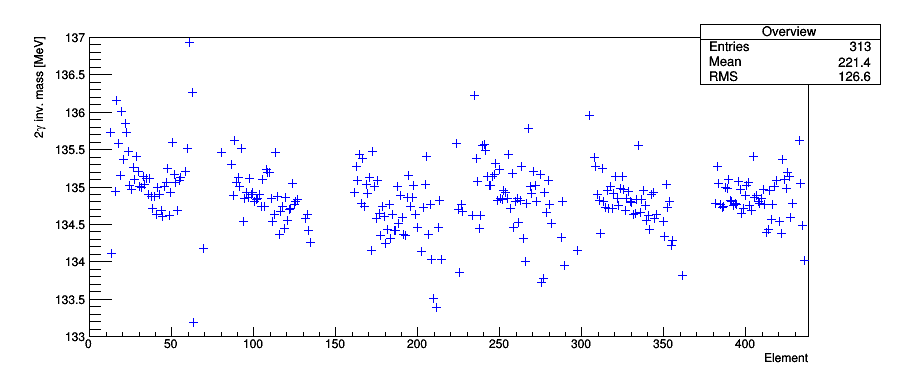 Overview
Entries 313
Mean 221.4
RMS 126.6
2γ inv. mass [MeV]
137
136.5
136
135.5
135
134.5
134
133.5
133
0 50 100 150 200 250 300 350 400
Element